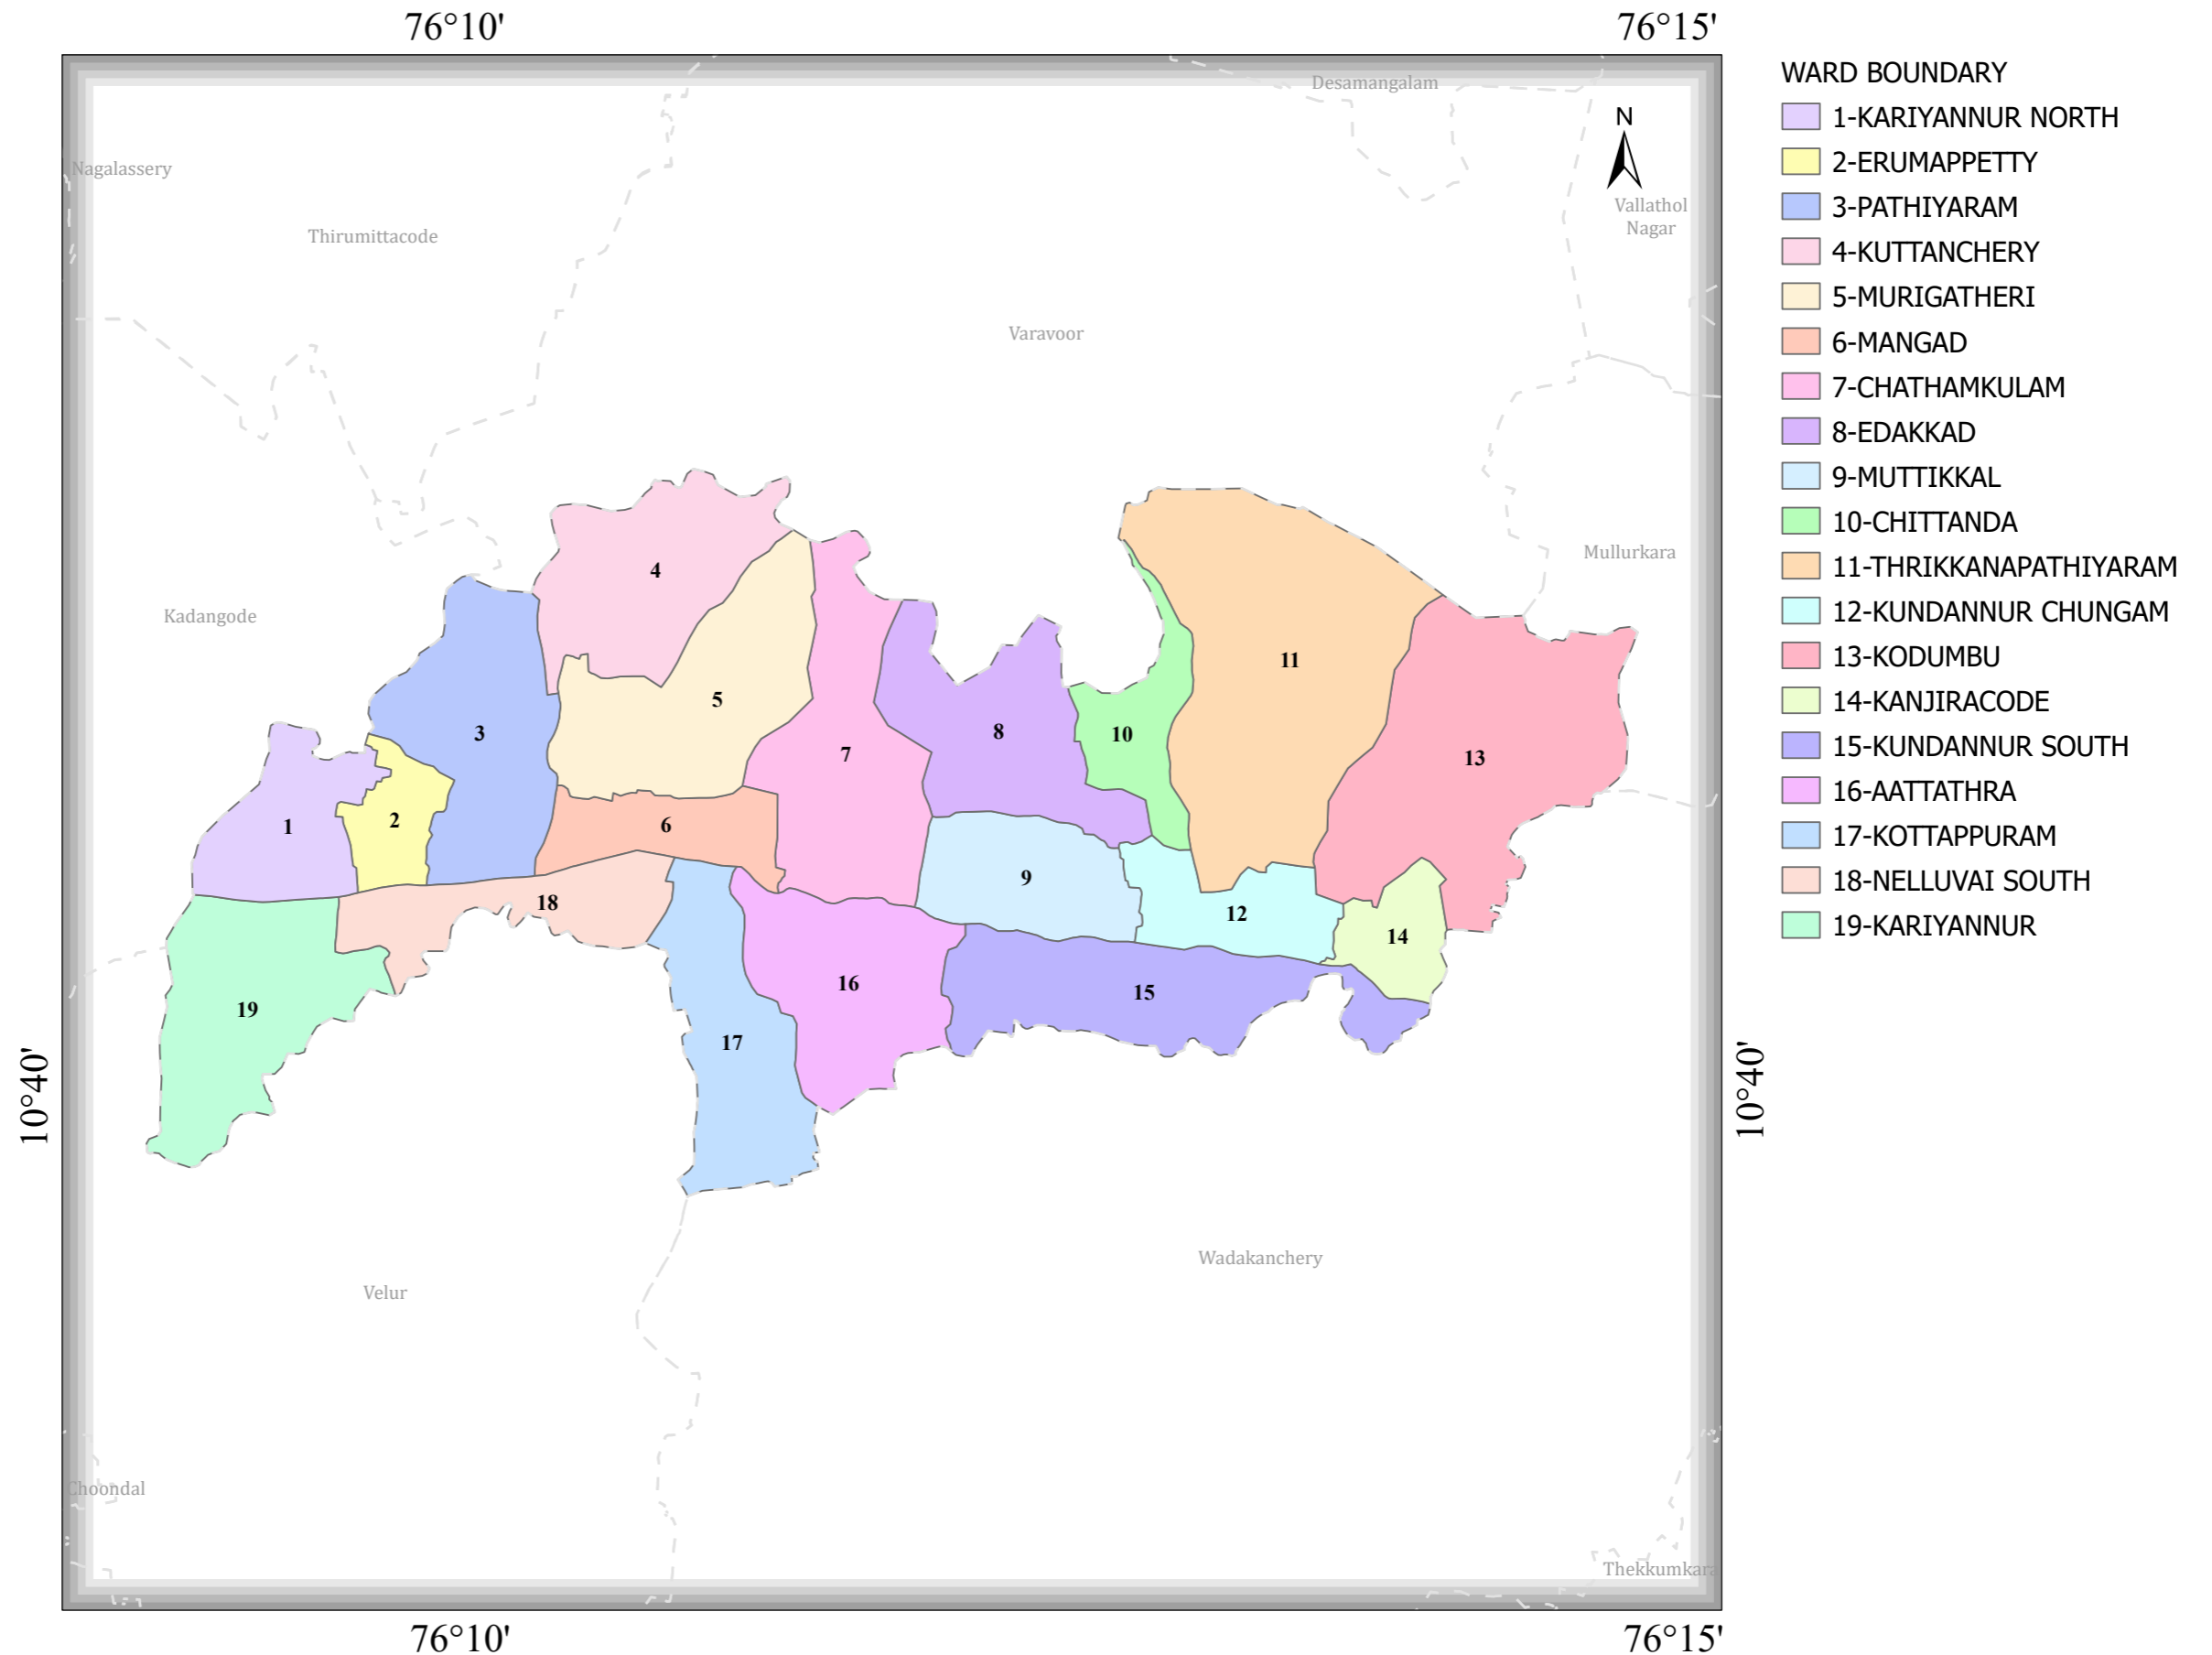 76°10'
76°15'
WARD BOUNDARY
1-KARIYANNUR NORTH
2-ERUMAPPETTY
3-PATHIYARAM
4-KUTTANCHERY
5-MURIGATHERI
6-MANGAD
7-CHATHAMKULAM
8-EDAKKAD
9-MUTTIKKAL
10-CHITTANDA
11-THRIKKANAPATHIYARAM
12-KUNDANNUR CHUNGAM
13-KODUMBU
14-KANJIRACODE
15-KUNDANNUR SOUTH
16-AATTATHRA
17-KOTTAPPURAM
18-NELLUVAI SOUTH
19-KARIYANNUR
Desamangalam
N
Nagalassery
Vallathol
Nagar
Thirumittacode
Varavoor
Mullurkara
Kadangode
4
11
5
3
8
10
7
13
1
2
6
9
18
12
14
16
15
19
17
10°40'
10°40'
Wadakanchery
Velur
Choondal
Thekkumkara
76°10'
76°15'